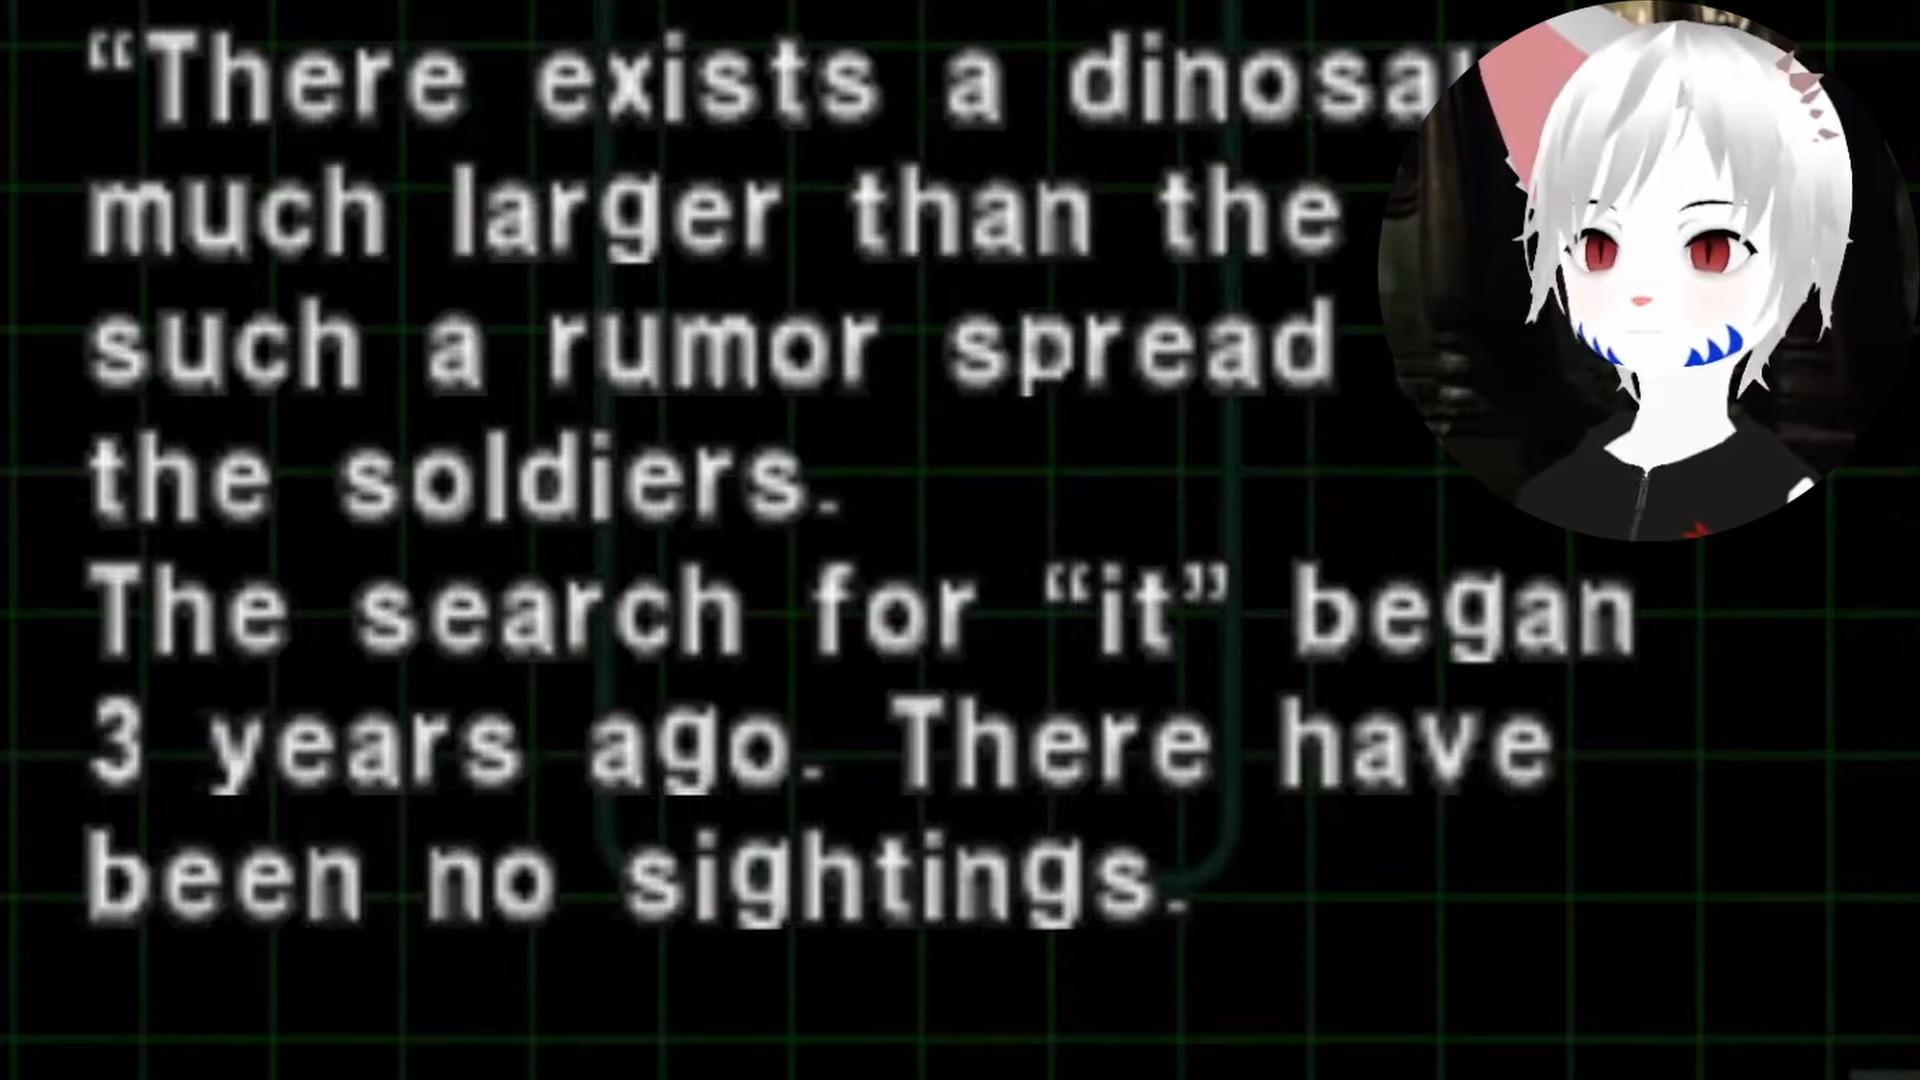 “There exists a
much larger than the
such a rumor spread
the soldiers.
The search for “it” began
3 years ago. There have
been no sightings.